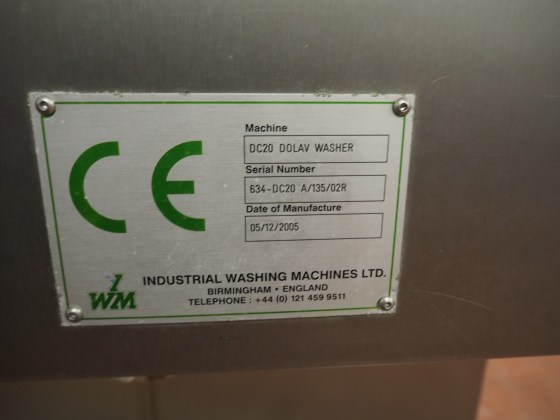 CE
Machine
DC20 DOLAV WASHER
Serial Number
634-DC20 A/135/02R
Date of Manufacture
05/12/2005
IWM
INDUSTRIAL WASHING MACHINES LTD.
BIRMINGHAM • ENGLAND
TELEPHONE : +44 (0) 121 459 9511